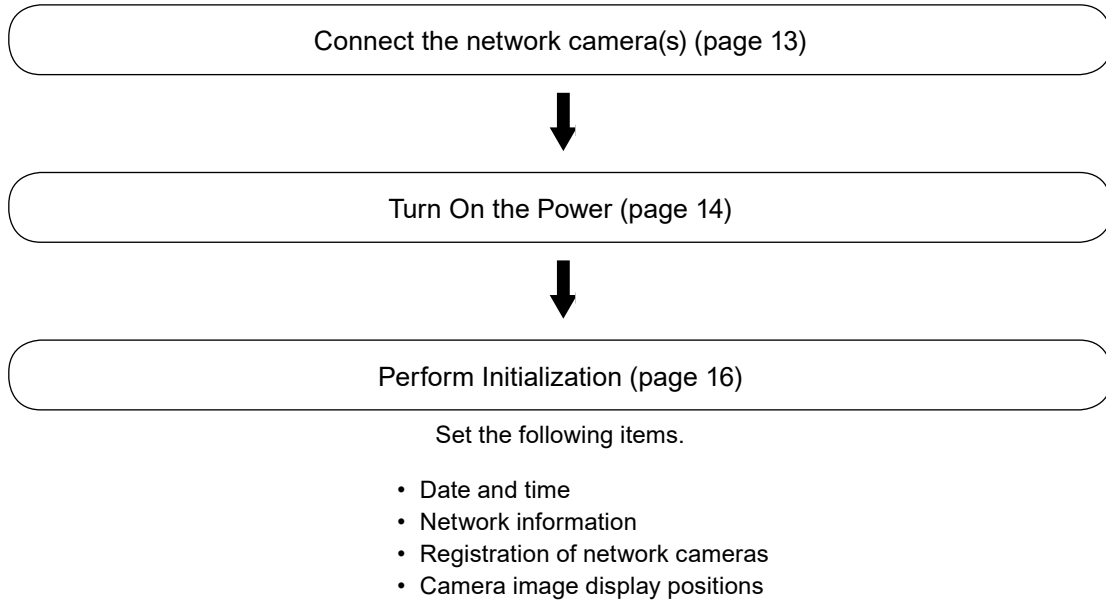 Connect the network camera(s) (page 13)
Turn On the Power (page 14)
Perform Initialization (page 16)
Set the following items.
• Date and time
• Network information
• Registration of network cameras
• Camera image display positions